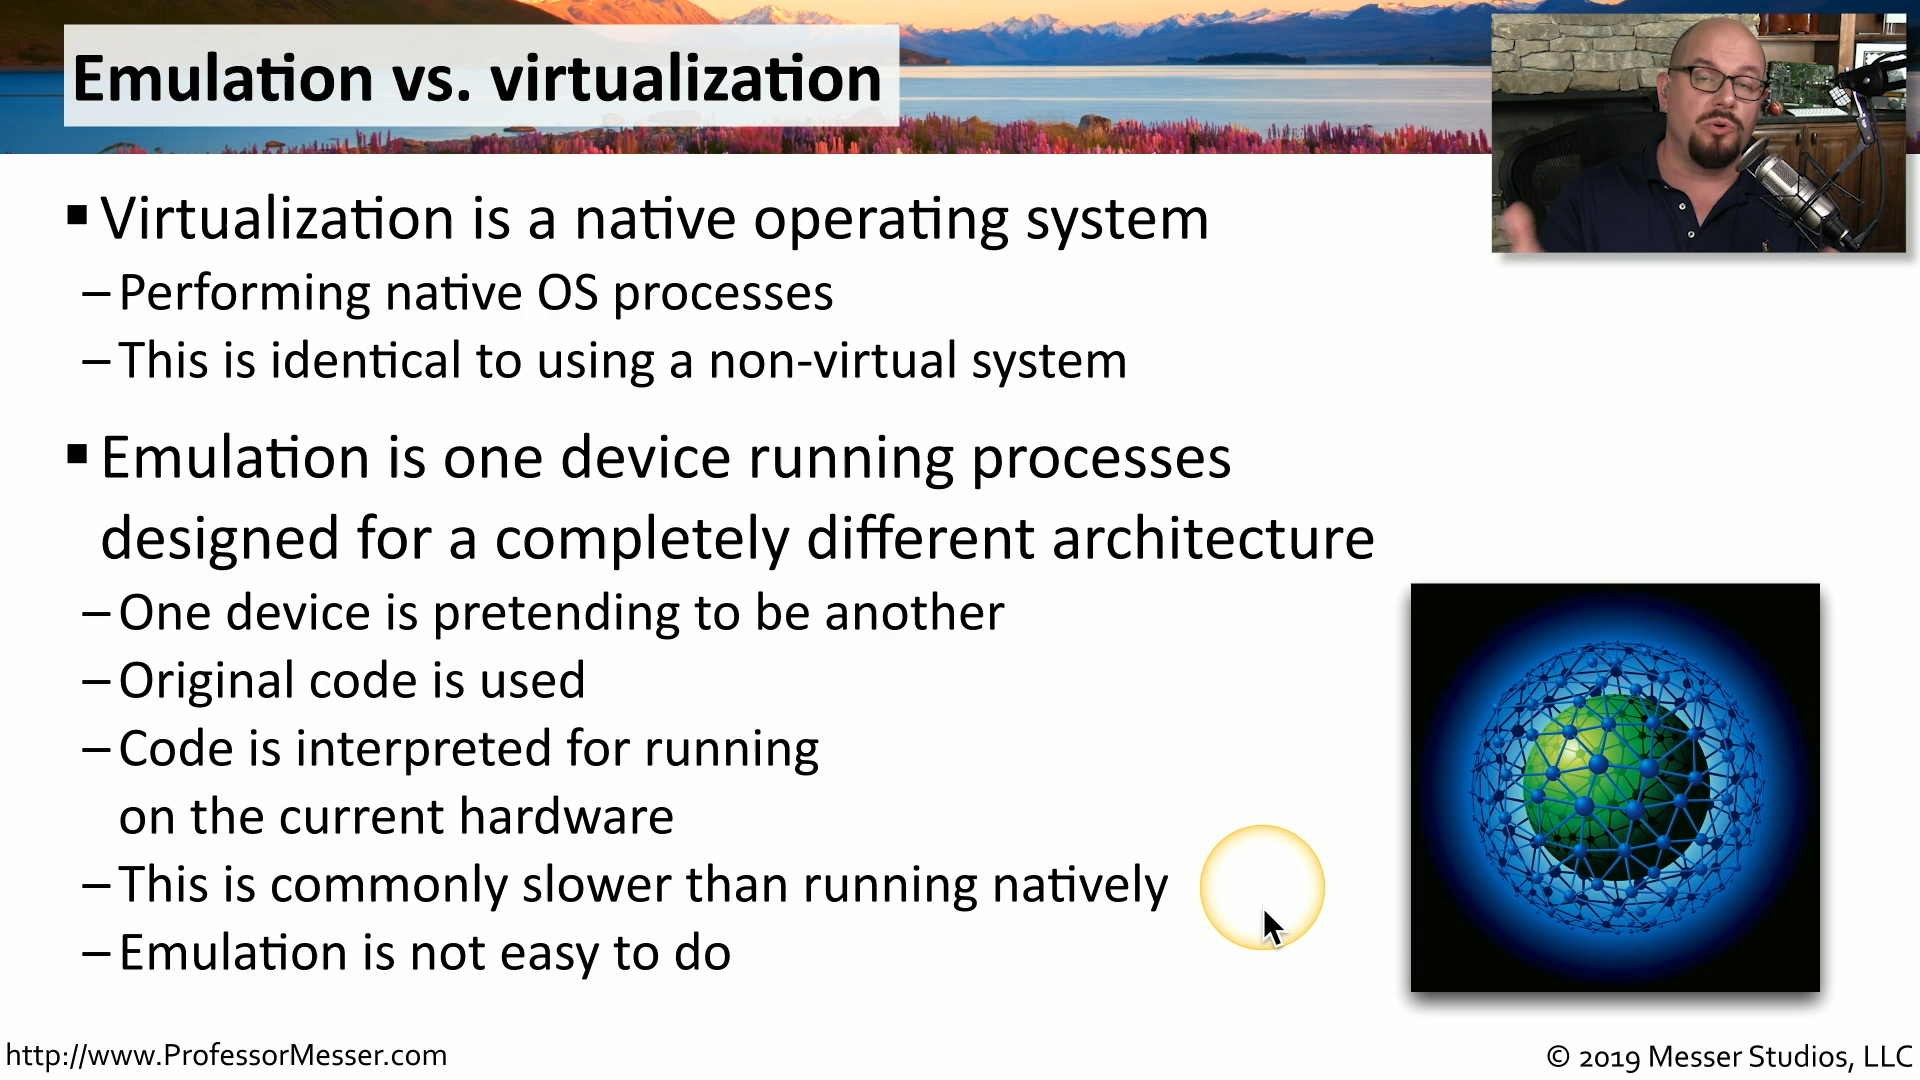 Emulation vs. virtualization
▪ Virtualization is a native operating system
– Performing native OS processes
– This is identical to using a non-virtual system
▪ Emulation is one device running processes
designed for a completely different architecture
– One device is pretending to be another
– Original code is used
– Code is interpreted for running
on the current hardware
– This is commonly slower than running natively
– Emulation is not easy to do
http://www.ProfessorMesser.com
© 2019 Messer Studios, LLC